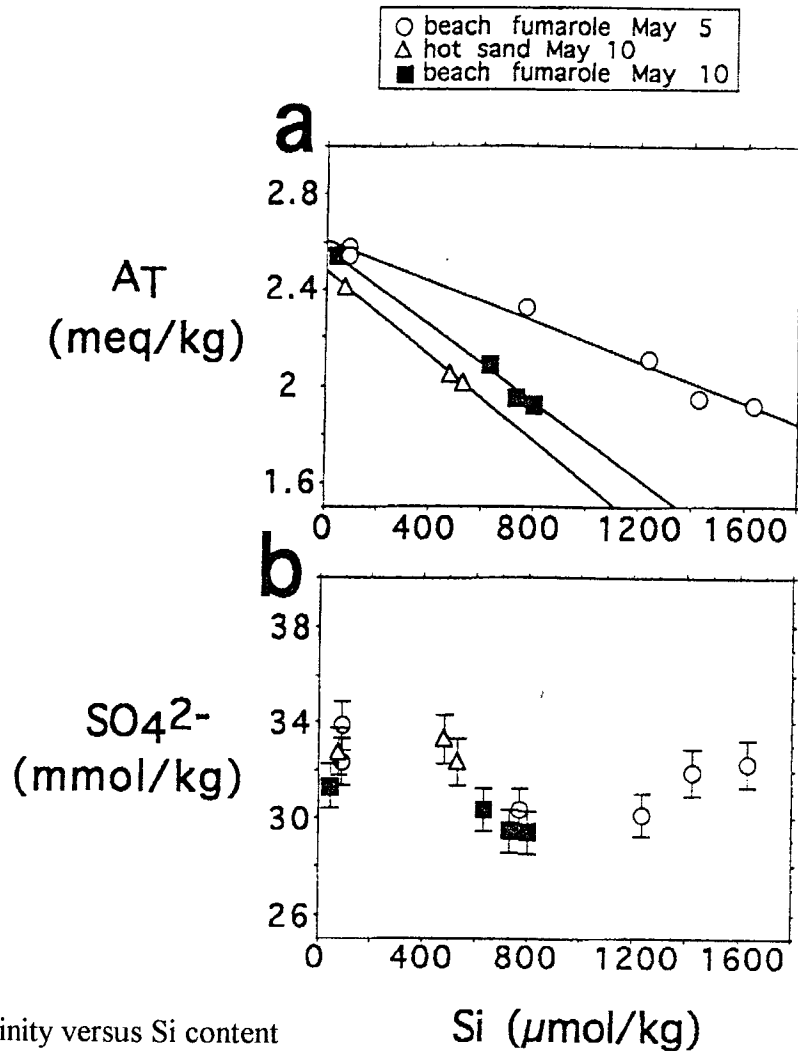 beach fumarole May 5
hot sand May 10
beach fumarole May 10
a
2.8
2.4
2
1.6
AT
(meq/kg)
0 400 800 1200 1600
b
38
34
30
26
SO4²-
(mmol/kg)
0 400 800 1200 1600
Si (µmol/kg)
inity versus Si content